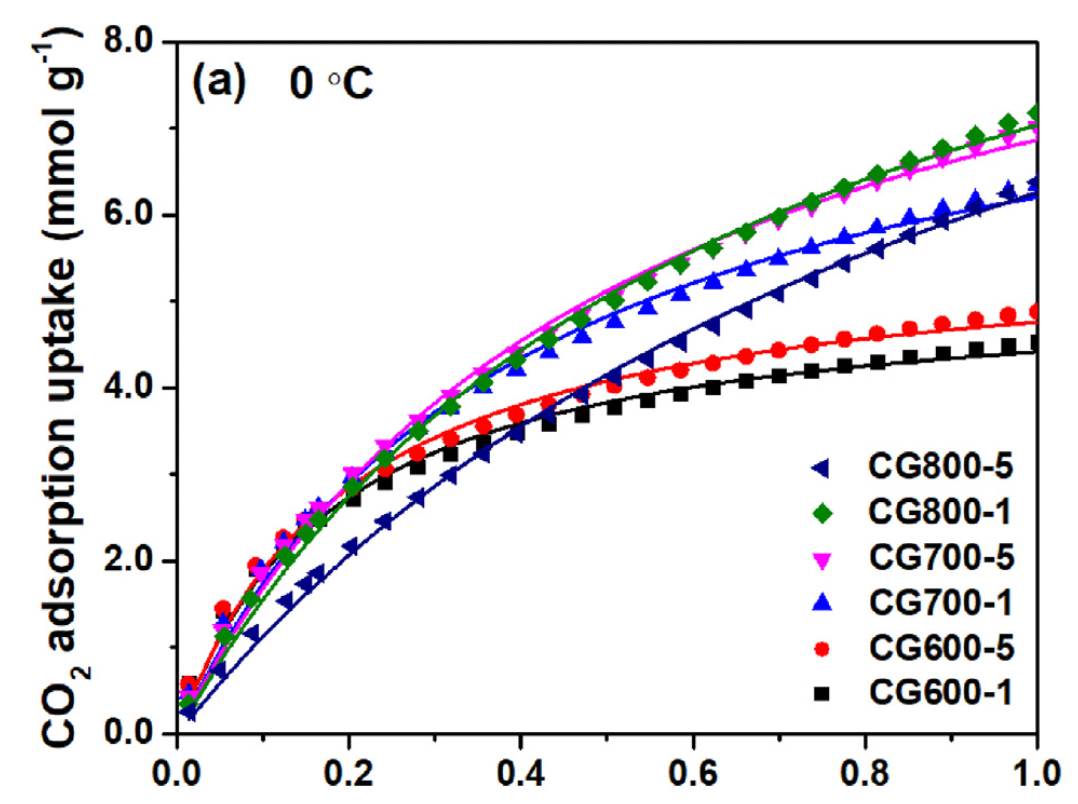 CO₂ adsorption uptake (mmol g⁻¹)
8.0
6.0
4.0
2.0
0.0
(a) 0 °C
CG800-5
CG800-1
CG700-5
CG700-1
CG600-5
CG600-1
0.0 0.2 0.4 0.6 0.8 1.0